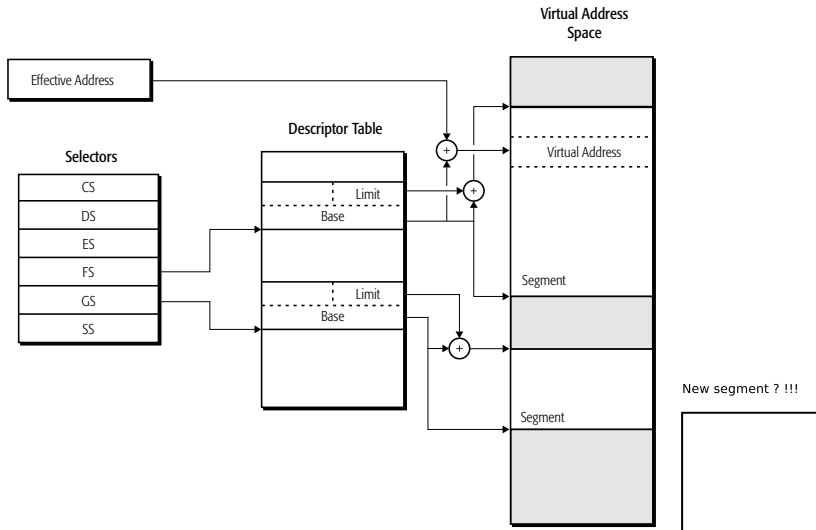 Virtual Address
Space
Effective Address
Descriptor Table
Selectors
CS
DS
ES
FS
GS
SS
Limit
Base
Limit
Base
+
+
+
Virtual Address
Segment
Segment
New segment ? !!!